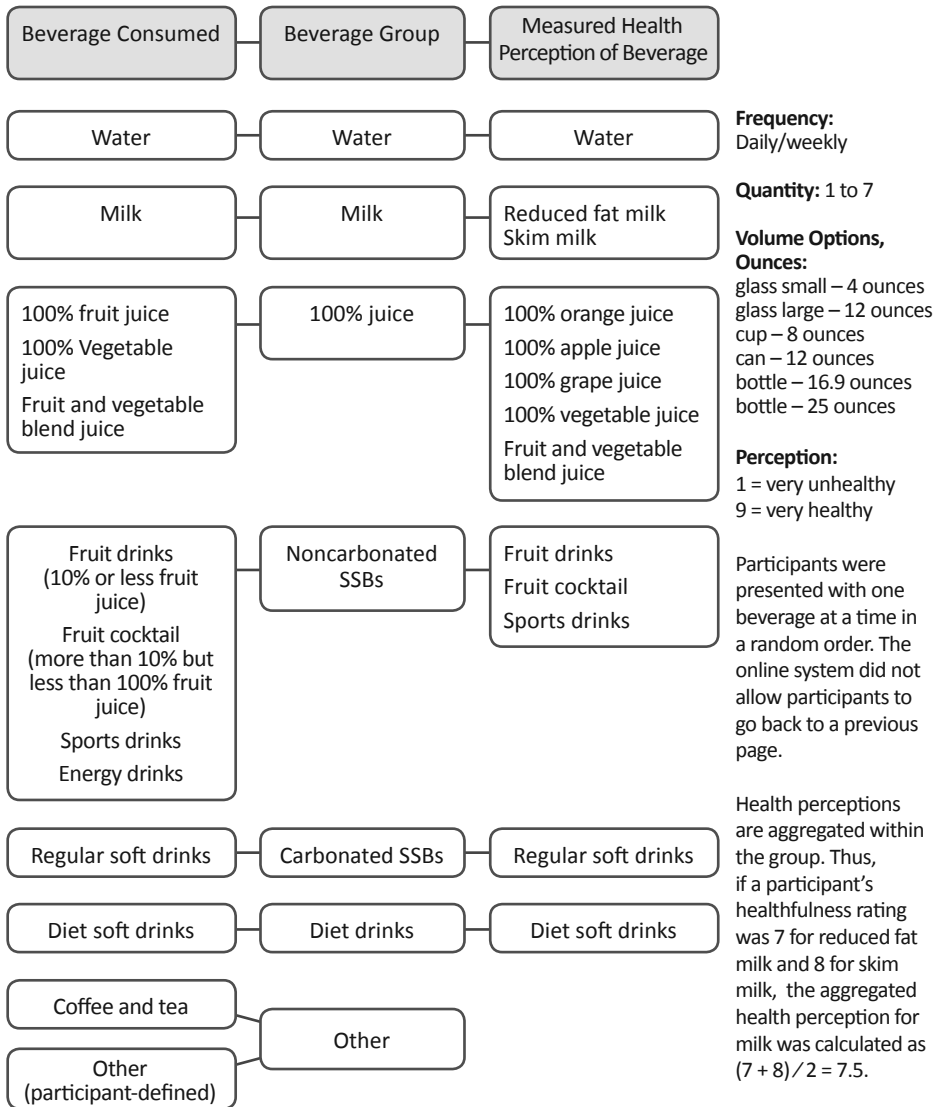 Beverage Consumed
Beverage Group
Measured Health
Perception of Beverage
Water
Water
Water
Milk
Milk
Reduced fat milk
Skim milk
100% fruit juice
100% Vegetable
juice
Fruit and vegetable
blend juice
100% juice
100% orange juice
100% apple juice
100% grape juice
100% vegetable juice
Fruit and vegetable
blend juice
Fruit drinks
(10% or less fruit
juice)
Fruit cocktail
(more than 10% but
less than 100% fruit
juice)
Sports drinks
Energy drinks
Noncarbonated
SSBs
Fruit drinks
Fruit cocktail
Sports drinks
Regular soft drinks
Carbonated SSBs
Regular soft drinks
Diet soft drinks
Diet drinks
Diet soft drinks
Coffee and tea
Other
(participant-defined)
Other
Frequency:
Daily/weekly
Quantity: 1 to 7
Volume Options,
Ounces:
glass small – 4 ounces
glass large – 12 ounces
cup – 8 ounces
can – 12 ounces
bottle – 16.9 ounces
bottle – 25 ounces
Perception:
1 = very unhealthy
9 = very healthy
Participants were
presented with one
beverage at a time in
a random order. The
online system did not
allow participants to
go back to a previous
page.
Health perceptions
are aggregated within
the group. Thus,
if a participant’s
healthfulness rating
was 7 for reduced fat
milk and 8 for skim
milk, the aggregated
health perception for
milk was calculated as
(7 + 8) ∕ 2 = 7.5.